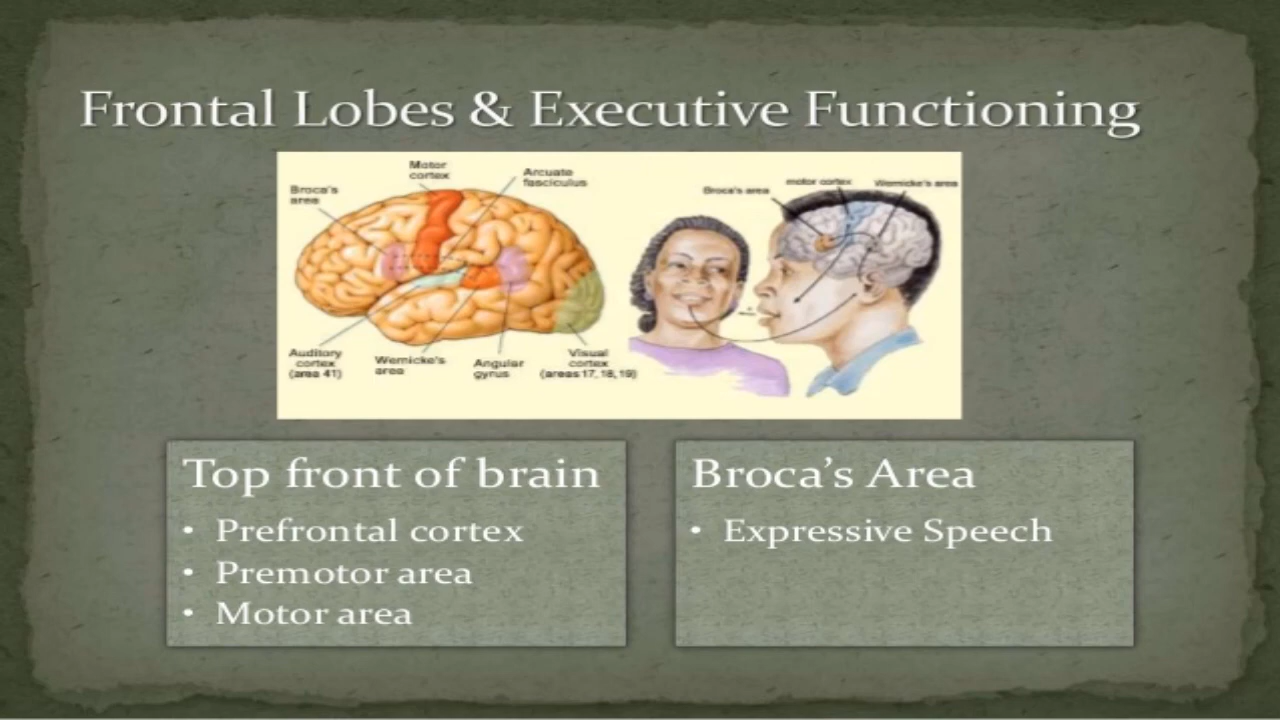 Frontal Lobes & Executive Functioning
Motor
cortex
Arcuate
fasciculus
Broca's
area
Auditory
cortex
(area 41)
Wernicke's
area
Angular
gyrus
Visual
cortex
(areas 17, 18, 19)
Broca's area
motor cortex
Wernicke's area
Top front of brain
• Prefrontal cortex
• Premotor area
• Motor area
Broca's Area
• Expressive Speech